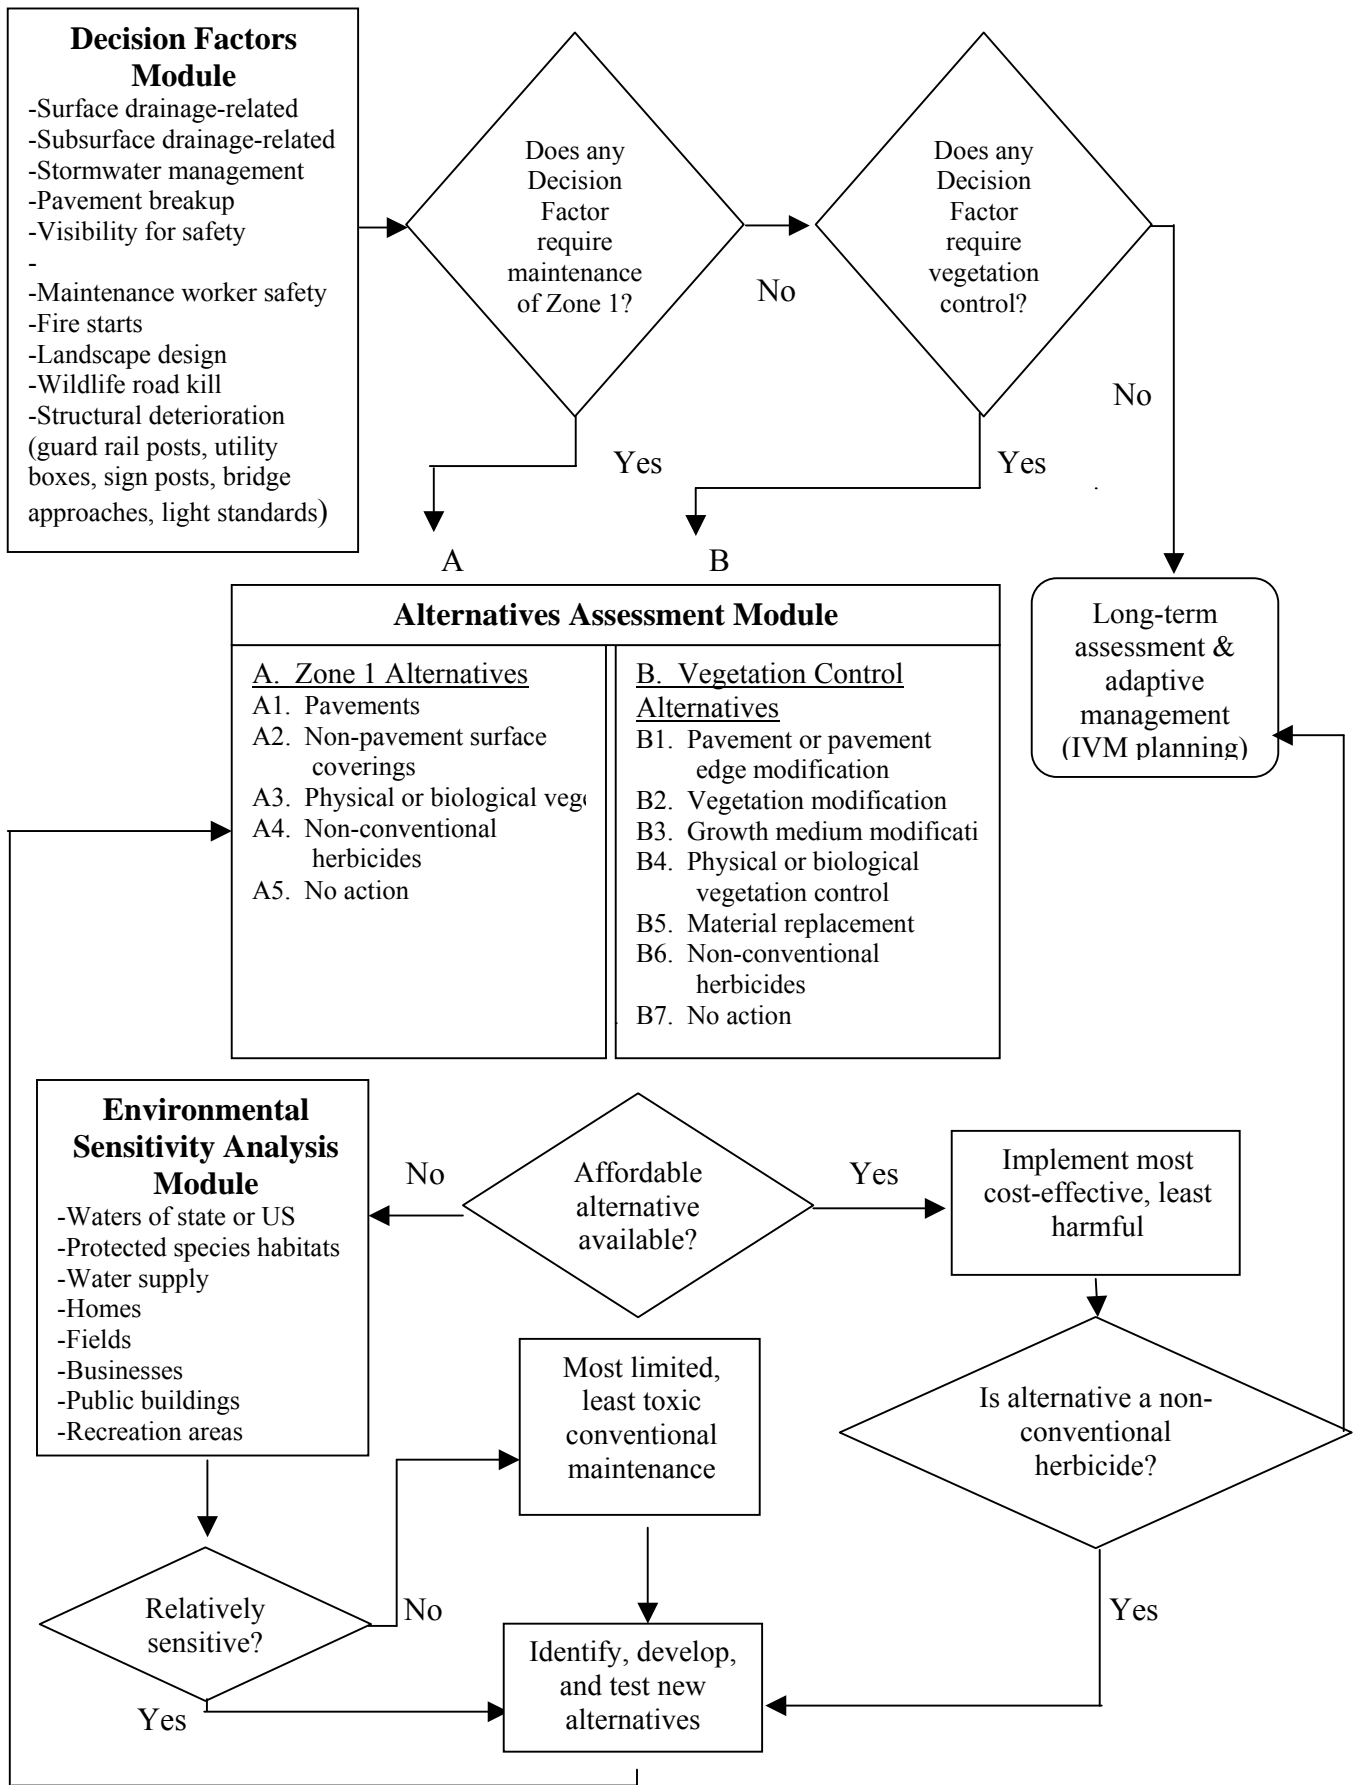 Decision Factors
Module
-Surface drainage-related
-Subsurface drainage-related
-Stormwater management
-Pavement breakup
-Visibility for safety
-
-Maintenance worker safety
-Fire starts
-Landscape design
-Wildlife road kill
-Structural deterioration
(guard rail posts, utility
boxes, sign posts, bridge
approaches, light standards)
Does any
Decision
Factor
require
maintenance
of Zone 1?
No
Yes
A
Does any
Decision
Factor
require
vegetation
control?
No
Yes
B
Long-term
assessment &
adaptive
management
(IVM planning)
Alternatives Assessment Module
A. Zone 1 Alternatives
A1. Pavements
A2. Non-pavement surface
coverings
A3. Physical or biological vege
A4. Non-conventional
herbicides
A5. No action
B. Vegetation Control
Alternatives
B1. Pavement or pavement
edge modification
B2. Vegetation modification
B3. Growth medium modificati
B4. Physical or biological
vegetation control
B5. Material replacement
B6. Non-conventional
herbicides
B7. No action
Environmental
Sensitivity Analysis
Module
-Waters of state or US
-Protected species habitats
-Water supply
-Homes
-Fields
-Businesses
-Public buildings
-Recreation areas
No
Affordable
alternative
available?
Yes
Implement most
cost-effective, least
harmful
Most limited,
least toxic
conventional
maintenance
Is alternative a non-
conventional
herbicide?
Relatively
sensitive?
No
Yes
Identify, develop,
and test new
alternatives
Yes